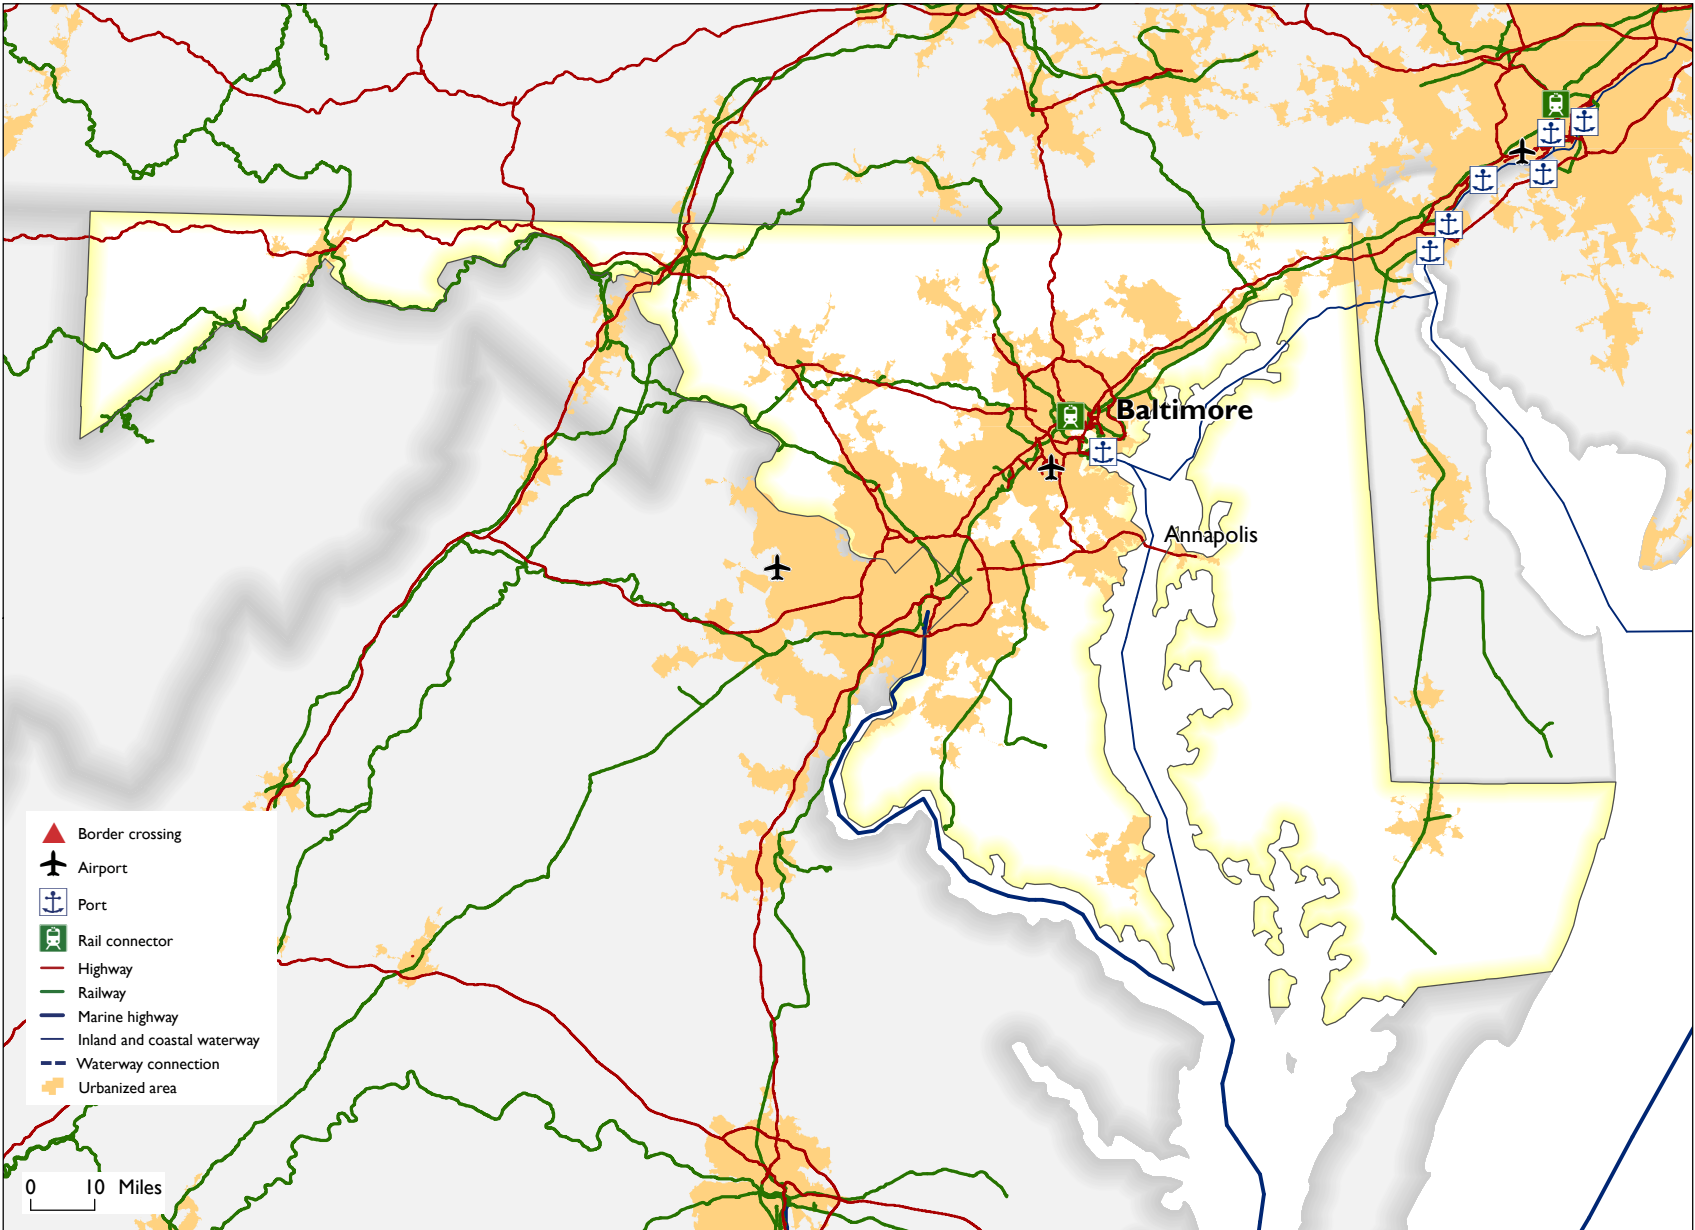 Baltimore
Annapolis
Border crossing
Airport
Port
Rail connector
Highway
Railway
Marine highway
Inland and coastal waterway
Waterway connection
Urbanized area
0 10 Miles